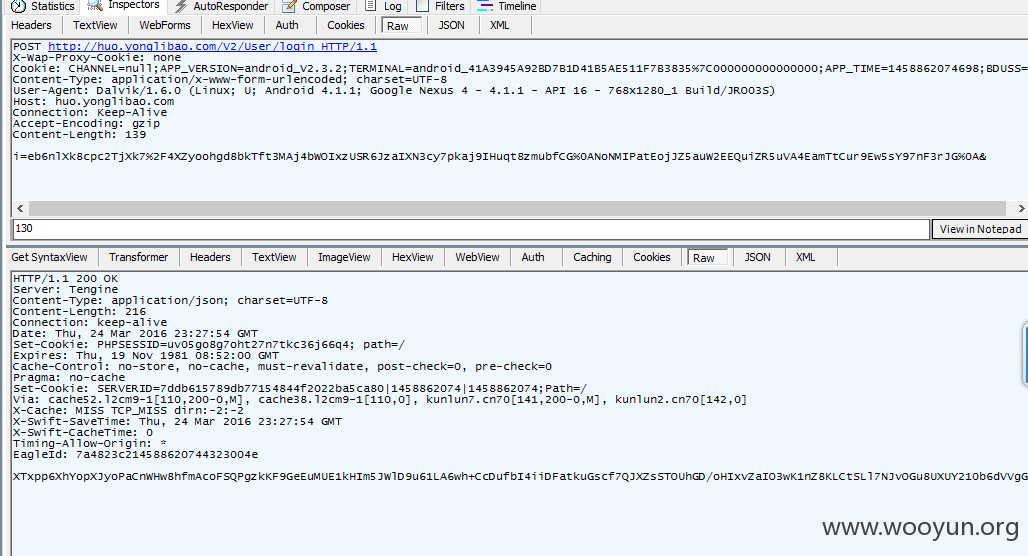 Statistics Inspectors AutoResponder Composer Log Filters Timeline
Headers TextView WebForms HexView Auth Cookies Raw JSON XML
POST http://huo.yonglibao.com/V2/User/login HTTP/1.1
X-Wap-Proxy-Cookie: none
Cookie: CHANNEL=null;APP_VERSION=android_V2.3.2;TERMINAL=android_41A3945A92BD7B1D41B5AE511F7B3835%7C000000000000000;APP_TIME=1458862074698;BDUSS=
Content-Type: application/x-www-form-urlencoded; charset=UTF-8
User-Agent: Dalvik/1.6.0 (Linux; U; Android 4.1.1; Google Nexus 4 - 4.1.1 - API 16 - 768x1280_1 Build/JRO03S)
Host: huo.yonglibao.com
Connection: Keep-Alive
Accept-Encoding: gzip
Content-Length: 139
i=eb6nlXk8cpc2TjXk7%2F4XZyoohgd8bkTft3MAj4bWOIxzUSR6JzaIXN3cy7pkaj9IHuqt8zmubfCG%0ANoNMIPatEojJZ5auW2EEQuiZR5uVA4EamTtCur9Ew5sY97nF3rJG%0A&
130 View in Notepad
Get SyntaxView Transformer Headers TextView ImageView HexView WebView Auth Caching Cookies Raw JSON XML
HTTP/1.1 200 OK
Server: Tengine
Content-Type: application/json; charset=UTF-8
Content-Length: 216
Connection: keep-alive
Date: Thu, 24 Mar 2016 23:27:54 GMT
Set-Cookie: PHPSESSID=uv05go8g7oht27n7tkc36j66q4; path=/
Expires: Thu, 19 Nov 1981 08:52:00 GMT
Cache-Control: no-store, no-cache, must-revalidate, post-check=0, pre-check=0
Pragma: no-cache
Set-Cookie: SERVERID=7ddb615789db77154844f2022ba5ca80|1458862074|1458862074;Path=/
Via: cache52.l2cm9-1[110,200-0,M], cache38.l2cm9-1[110,0], kunlun7.cn70[141,200-0,M], kunlun2.cn70[142,0]
X-Cache: MISS TCP_MISS dirn:-2:-2
X-Swift-SaveTime: Thu, 24 Mar 2016 23:27:54 GMT
X-Swift-CacheTime: 0
Timing-Allow-Origin: *
EagleId: 7a4823c214588620744323004e
XTxpp6XhYopXJyoPaCnWHw8hfmAcoFSQPgzkKF9GeEuMUE1kHIm5JWlD9u61LA6wh+CcDufbI4iiDFatkuGscf7QJXZsSTOUhGD/oHIxvZaIO3wK1nZ8KLCtSLl7NJvOGu8UXUY21Ob6dVVgG
www.wooyun.org